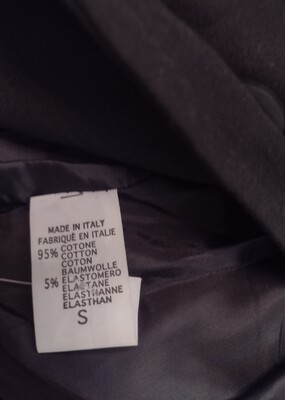 MADE IN ITALY
FABRIQUÉ EN ITALIE
95% COTONE
COTTON
COTON
BAUMWOLLE
5% ELASTOMERO
ELASTANE
ELASTHANNE
ELASTHAN
S